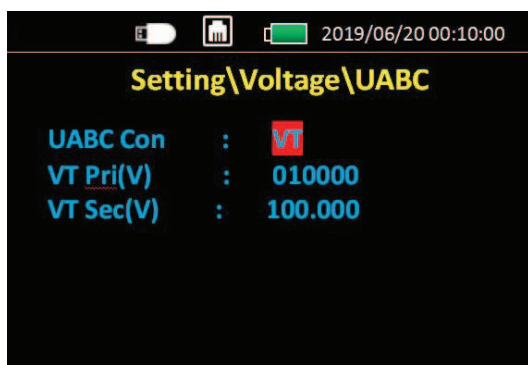 2019/06/20 00:10:00
Setting\Voltage\UABC
UABC Con : VT
VT Pri(V) : 010000
VT Sec(V) : 100.000